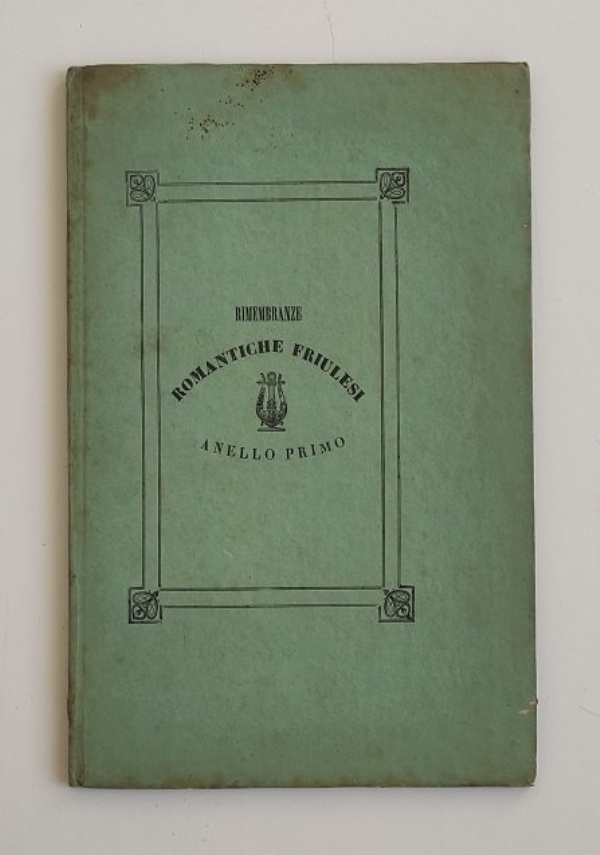 RIMEMBRANZE
ROMANTICHE FRIULESI
ANELLO PRIMO